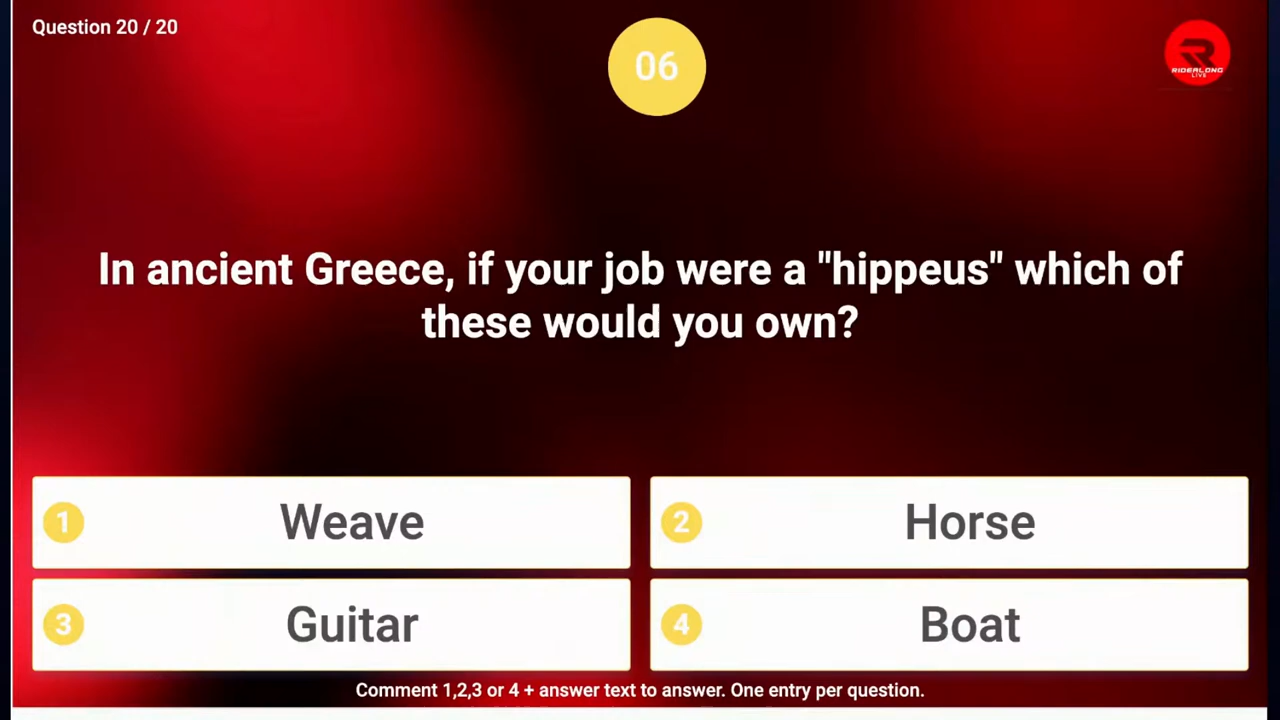 Question 20 / 20
06
RIDEALONG
LIVE
In ancient Greece, if your job were a "hippeus" which of
these would you own?
1 Weave
2 Horse
3 Guitar
4 Boat
Comment 1,2,3 or 4 + answer text to answer. One entry per question.